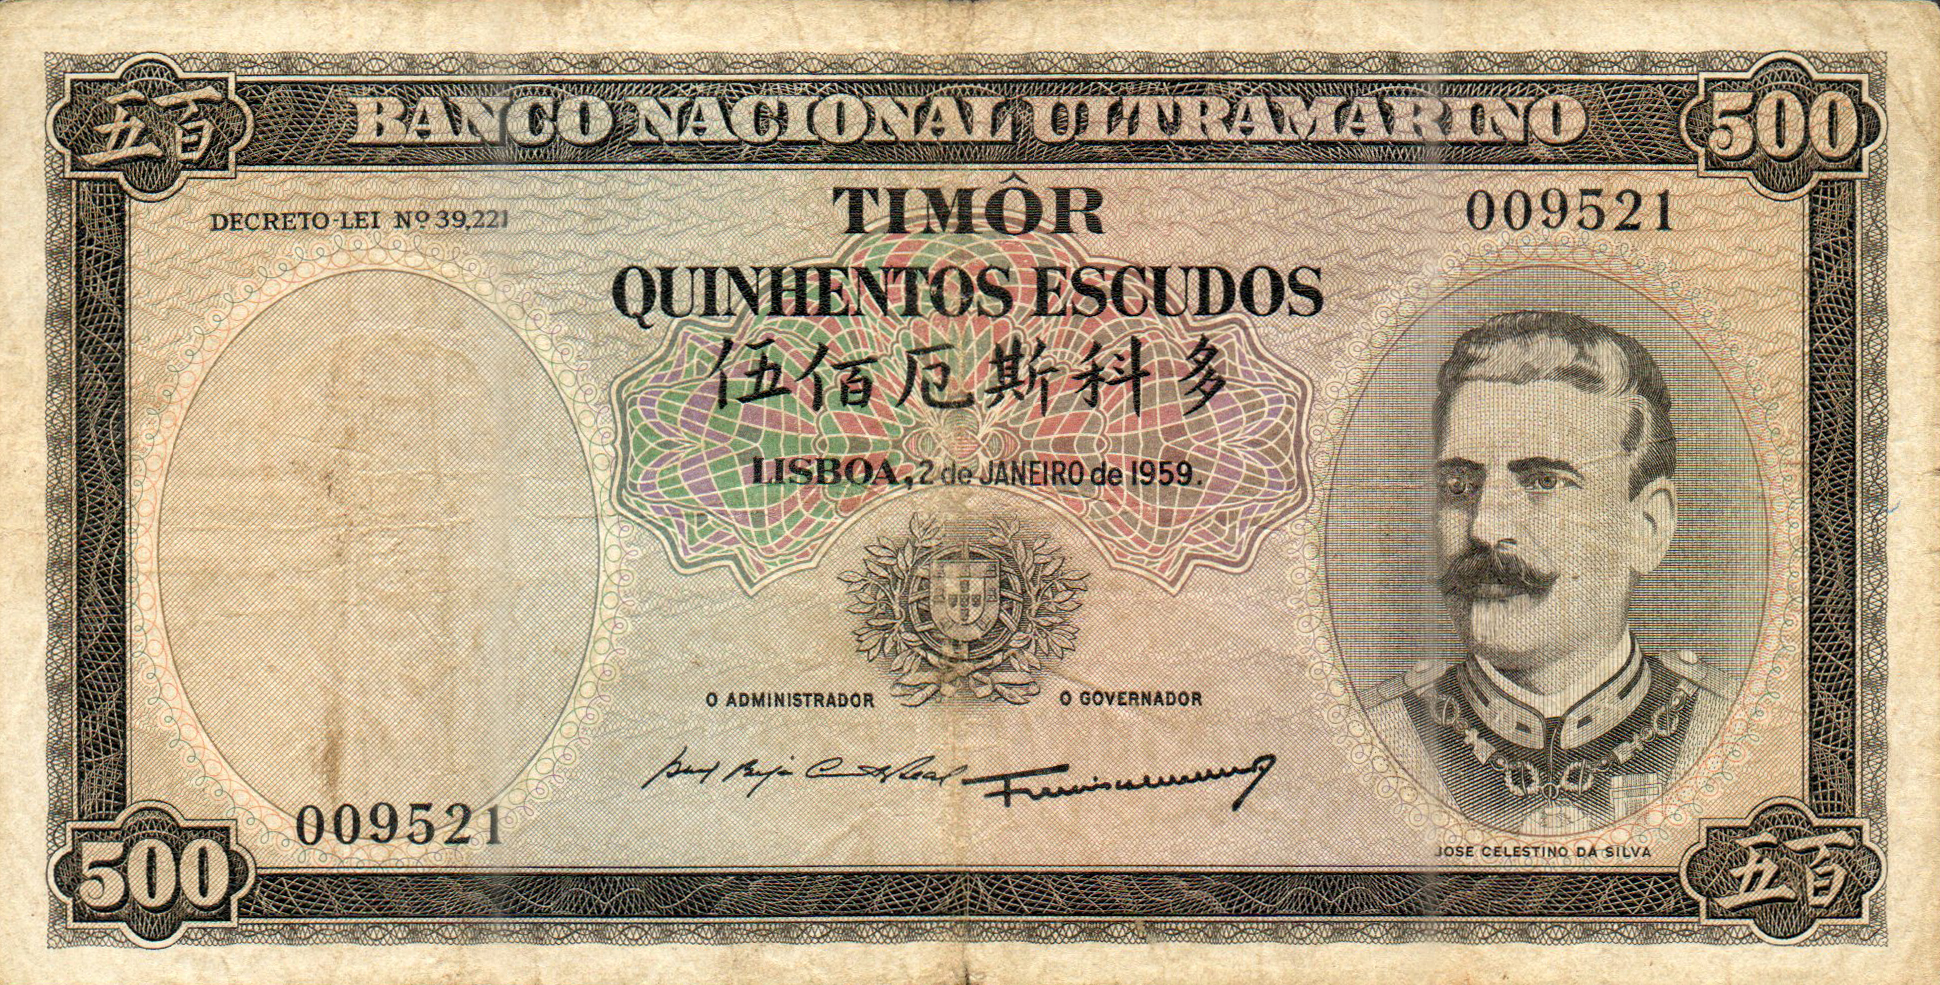 五百
BANCO NACIONAL ULTRAMARINO
500
DECRETO-LEI Nº 39,221
TIMÔR
009521
QUINHENTOS ESCUDOS
伍佰厄斯科多
LISBOA, 2 de JANEIRO de 1959.
O ADMINISTRADOR
O GOVERNADOR
009521
JOSE CELESTINO DA SILVA
500
五百